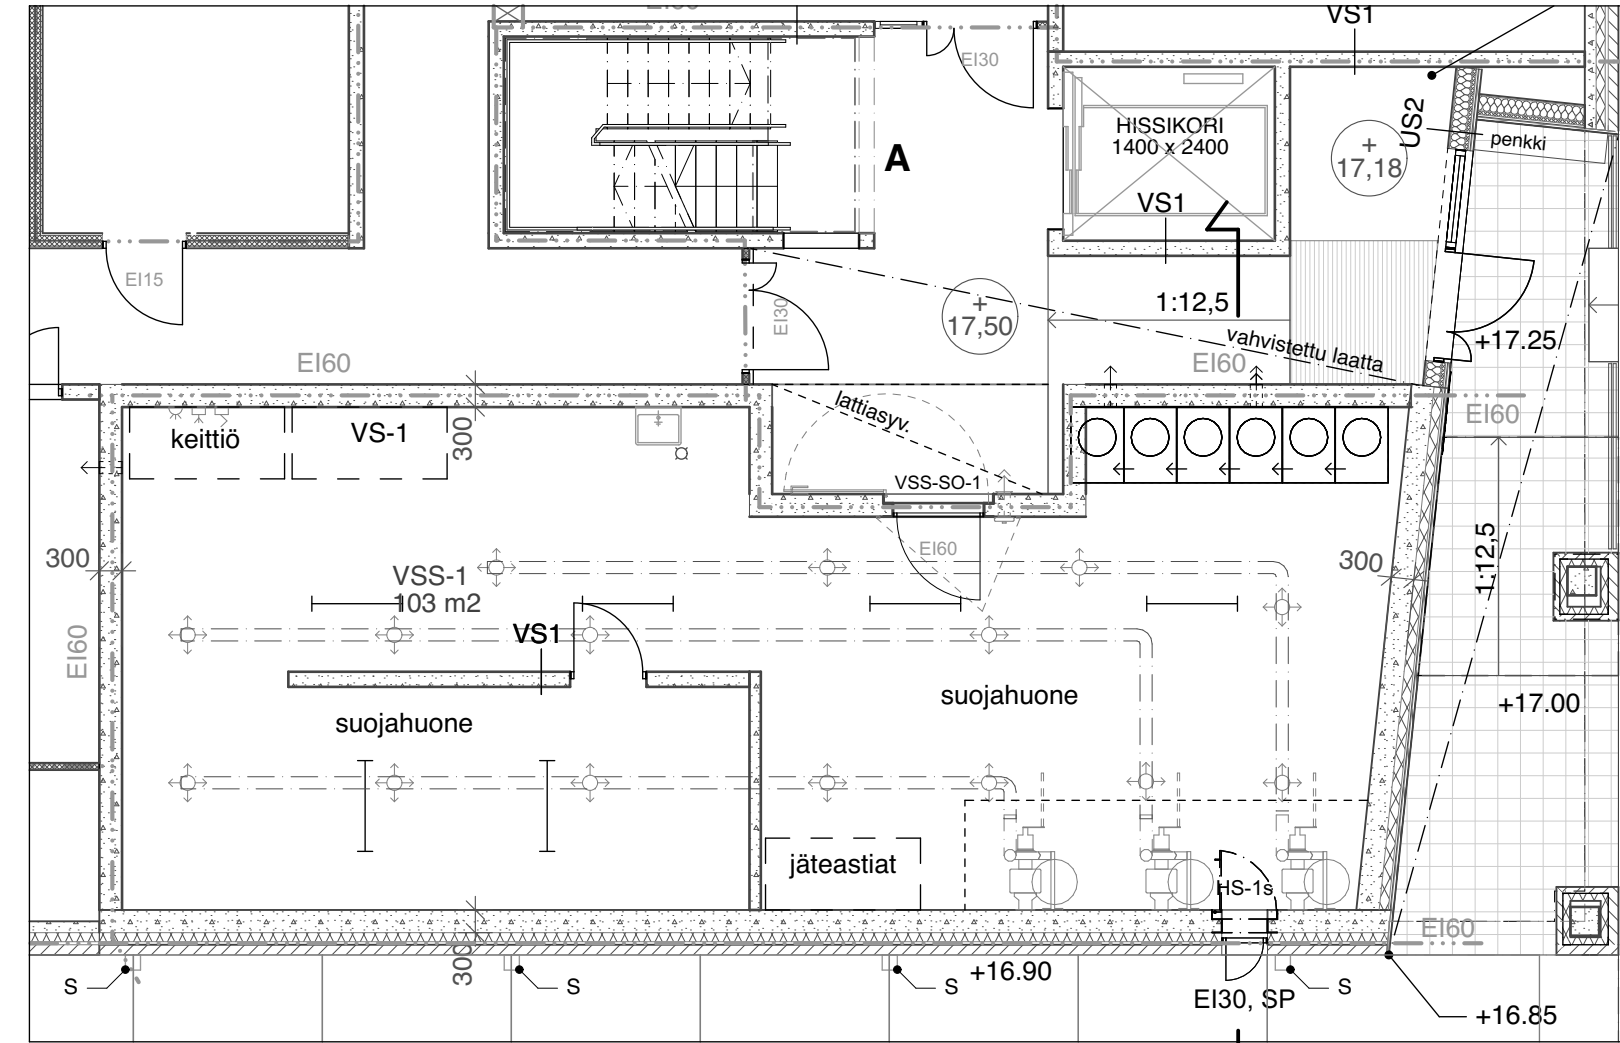 EI60
VS1
EI30
HISSIKORI
1400 x 2400
US2
penkki
+
17,18
A
VS1
EI15
EI30
+
17,50
1:12,5
vahvistettu laatta
+17.25
EI60
EI60
EI60
keittiö
VS-1
300
lattiasyv.
VSS-SO-1
EI60
300
VSS-1
103 m2
300
1:12,5
VS1
EI60
suojahuone
suojahuone
+17.00
jäteastiat
HS-1s
EI60
300
S
S
S
+16.90
S
EI30, SP
+16.85